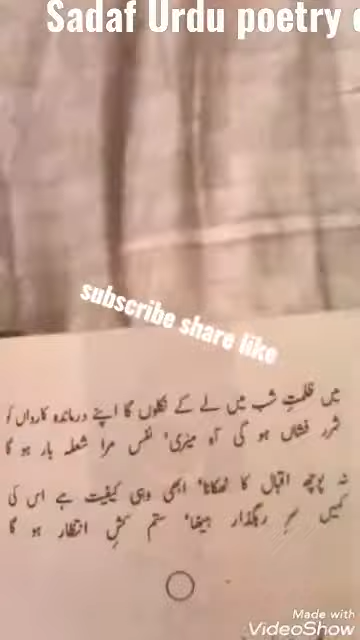 Sadaf Urdu poetry
subscribe share like
میں ظلمتِ شب میں لے کے نکلوں گا اپنے درماندہ کارواں کو
شرر فشاں ہو گی آہ میری، نفس مرا شعلہ بار ہو گا
نہ پوچھ اقبال کا ٹھکانا، ابھی وہی کیفیت ہے اس کی
کہیں سرِ رہگذار بیٹھا، ستم کشِ انتظار ہو گا
Made with
VideoShow